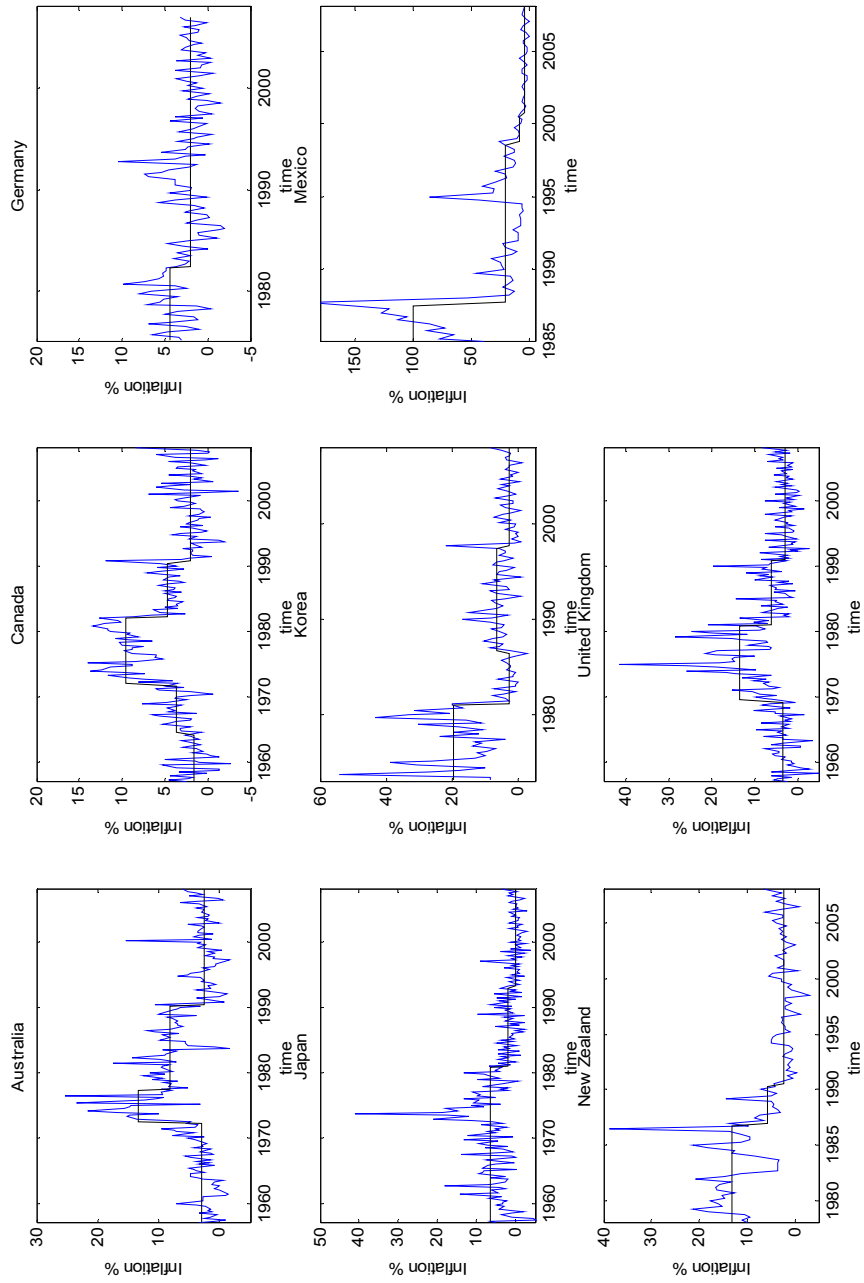 Australia
30
20
10
0
Inflation %
1960 1970 1980 1990 2000
time
Canada
20
15
10
5
0
-5
Inflation %
1960 1970 1980 1990 2000
time
Germany
20
15
10
5
0
-5
Inflation %
1980 1990 2000
time
Japan
50
40
30
20
10
0
Inflation %
1960 1970 1980 1990 2000
time
Korea
60
40
20
0
Inflation %
1980 1990 2000
time
Mexico
150
100
50
0
Inflation %
1985 1990 1995 2000 2005
time
New Zealand
40
30
20
10
0
Inflation %
1980 1985 1990 1995 2000 2005
time
United Kingdom
40
30
20
10
0
Inflation %
1960 1970 1980 1990 2000
time